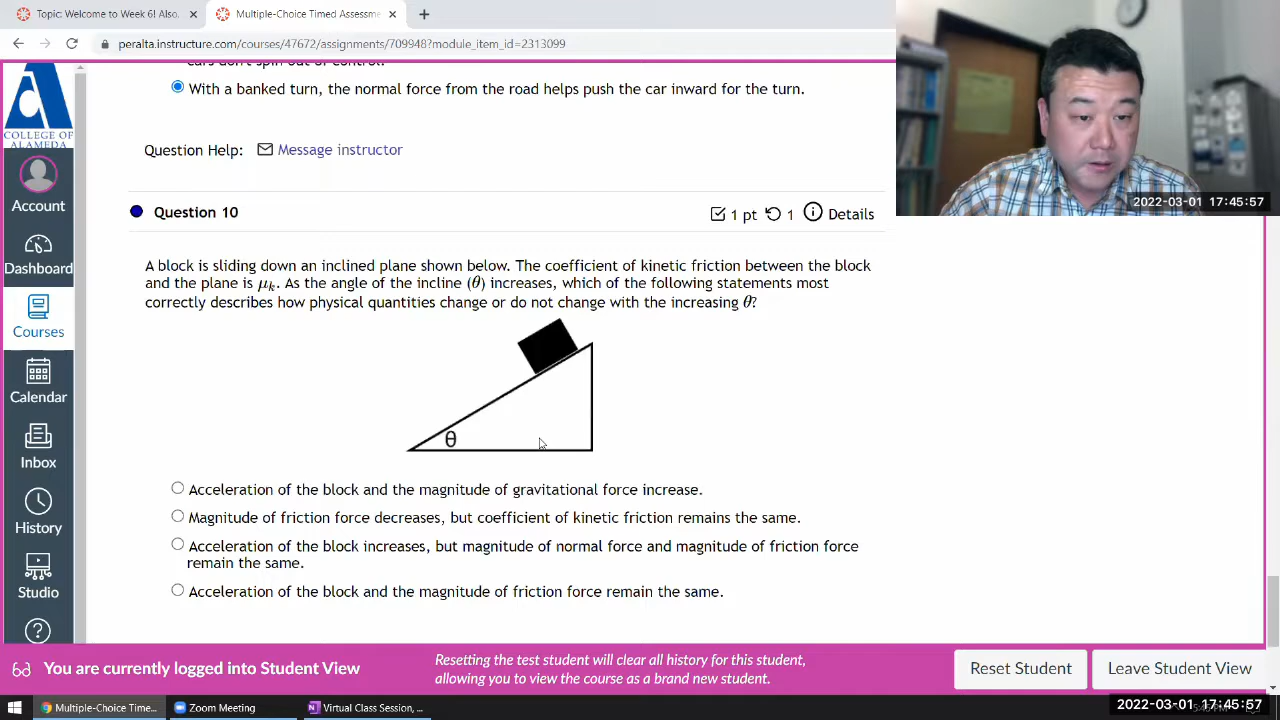 Topic: Welcome to Week 6! Also.
Multiple-Choice Timed Assessme
peralta.instructure.com/courses/47672/assignments/709948?module_item_id=2313099
2022-03-01 17:45:57
COLLEGE OF
ALAMEDA
Account
Dashboard
Courses
Calendar
Inbox
History
Studio
cars don't spin out of control.
With a banked turn, the normal force from the road helps push the car inward for the turn.
Question Help: Message instructor
Question 10
1 pt 1 Details
A block is sliding down an inclined plane shown below. The coefficient of kinetic friction between the block
and the plane is μk. As the angle of the incline (θ) increases, which of the following statements most
correctly describes how physical quantities change or do not change with the increasing θ?
θ
Acceleration of the block and the magnitude of gravitational force increase.
Magnitude of friction force decreases, but coefficient of kinetic friction remains the same.
Acceleration of the block increases, but magnitude of normal force and magnitude of friction force
remain the same.
Acceleration of the block and the magnitude of friction force remain the same.
You are currently logged into Student View
Resetting the test student will clear all history for this student,
allowing you to view the course as a brand new student.
Reset Student
Leave Student View
Multiple-Choice Time...
Zoom Meeting
Virtual Class Session, ...
2022-03-01 17:45:57